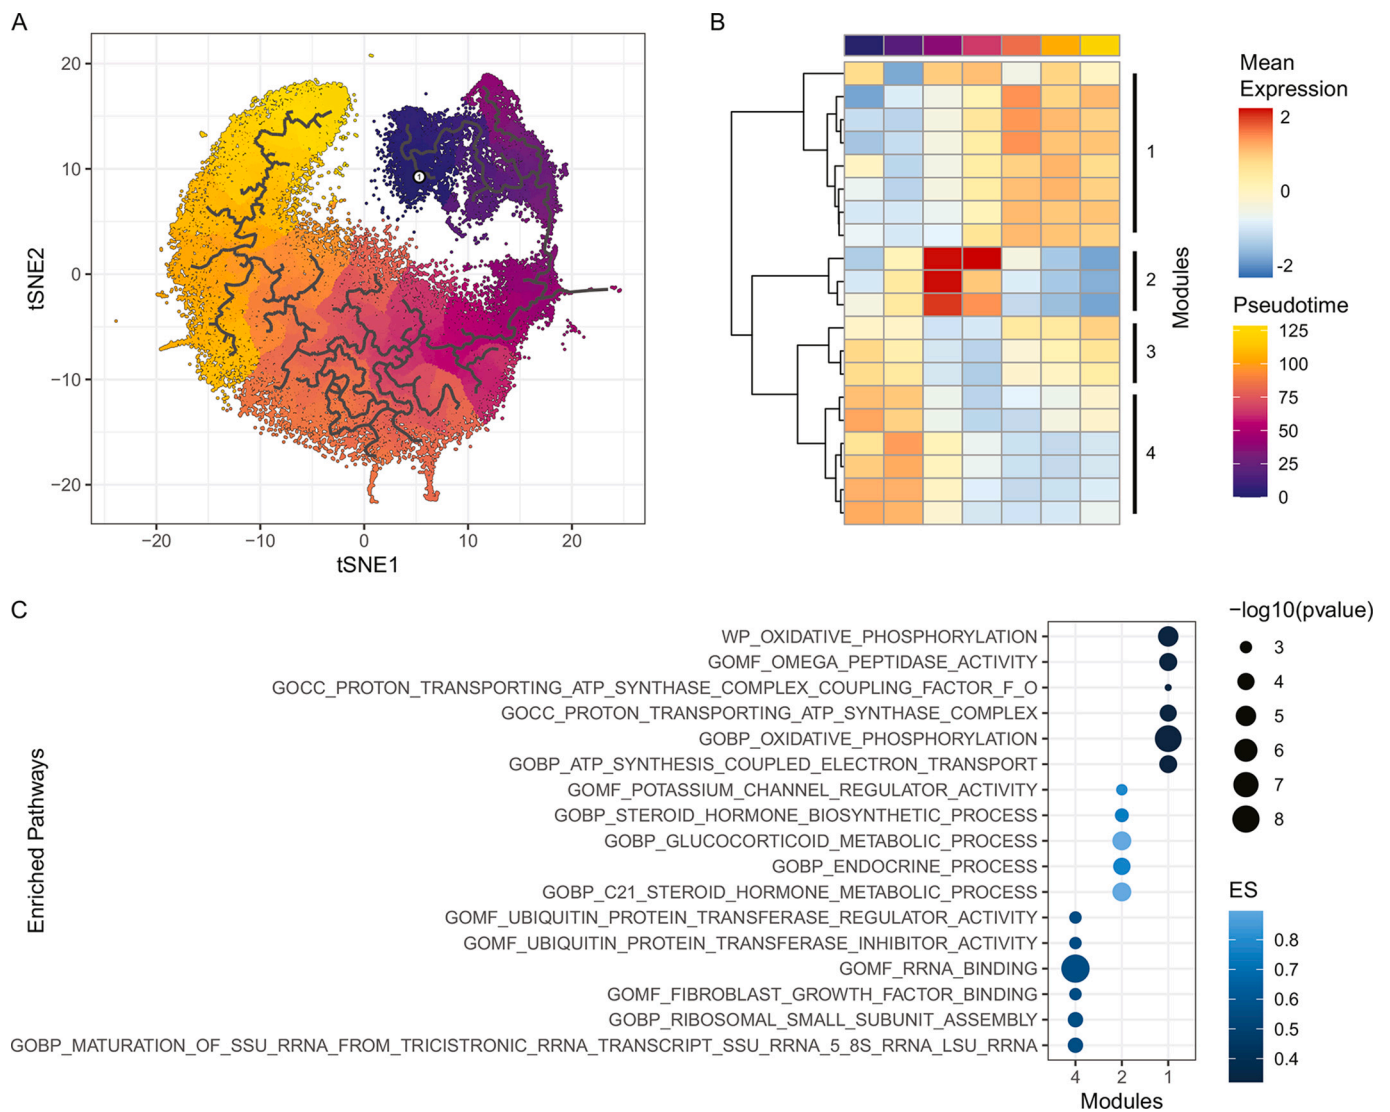 A
20
10
0
−10
−20
tSNE2
−20
−10
0
10
20
tSNE1
1
B
1
2
3
4
Modules
Mean
Expression
2
0
-2
Pseudotime
125
100
75
50
25
0
C
Enriched Pathways
WP_OXIDATIVE_PHOSPHORYLATION
GOMF_OMEGA_PEPTIDASE_ACTIVITY
GOCC_PROTON_TRANSPORTING_ATP_SYNTHASE_COMPLEX_COUPLING_FACTOR_F_O
GOCC_PROTON_TRANSPORTING_ATP_SYNTHASE_COMPLEX
GOBP_OXIDATIVE_PHOSPHORYLATION
GOBP_ATP_SYNTHESIS_COUPLED_ELECTRON_TRANSPORT
GOMF_POTASSIUM_CHANNEL_REGULATOR_ACTIVITY
GOBP_STEROID_HORMONE_BIOSYNTHETIC_PROCESS
GOBP_GLUCOCORTICOID_METABOLIC_PROCESS
GOBP_ENDOCRINE_PROCESS
GOBP_C21_STEROID_HORMONE_METABOLIC_PROCESS
GOMF_UBIQUITIN_PROTEIN_TRANSFERASE_REGULATOR_ACTIVITY
GOMF_UBIQUITIN_PROTEIN_TRANSFERASE_INHIBITOR_ACTIVITY
GOMF_RRNA_BINDING
GOMF_FIBROBLAST_GROWTH_FACTOR_BINDING
GOBP_RIBOSOMAL_SMALL_SUBUNIT_ASSEMBLY
GOBP_MATURATION_OF_SSU_RRNA_FROM_TRICISTRONIC_RRNA_TRANSCRIPT_SSU_RRNA_5_8S_RRNA_LSU_RRNA
4 2 1
Modules
−log10(pvalue)
3
4
5
6
7
8
ES
0.8
0.7
0.6
0.5
0.4